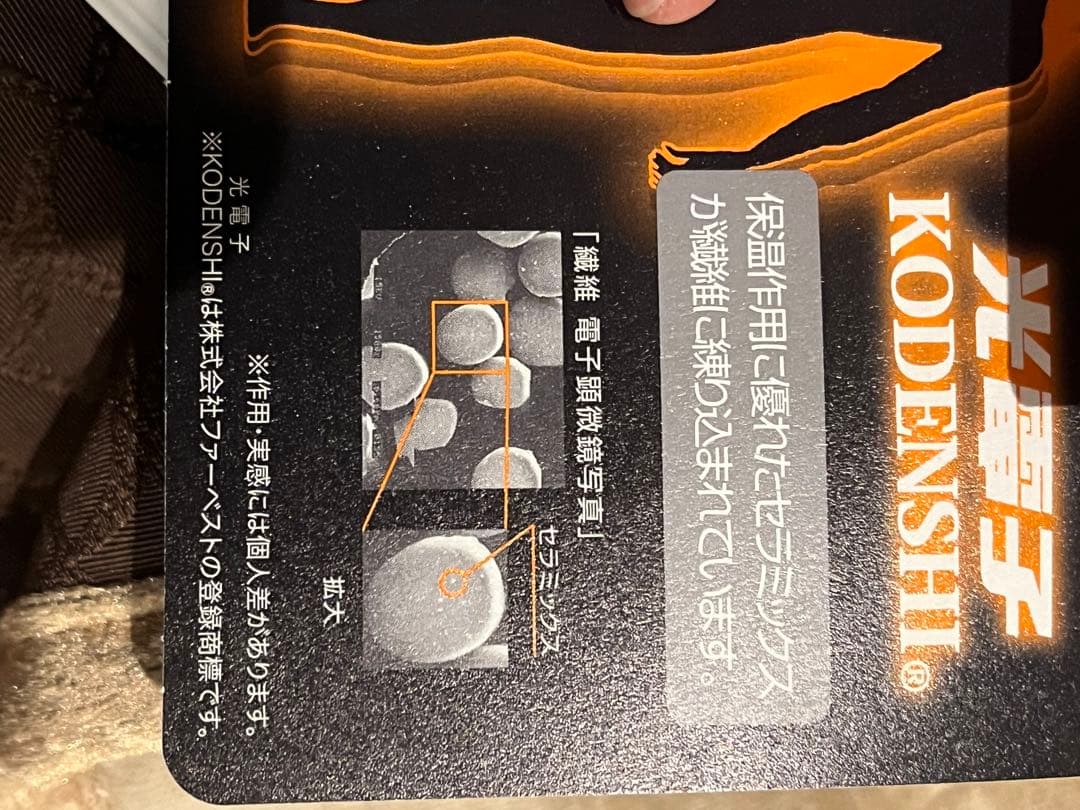 光電子
KODENSHI®
保温作用に優れたセラミックス
が繊維に練り込まれています。
「繊維 電子顕微鏡写真」
セラミックス
拡大
※作用・実感には個人差があります。
光電子
※KODENSHI®は株式会社ファーベストの登録商標です。